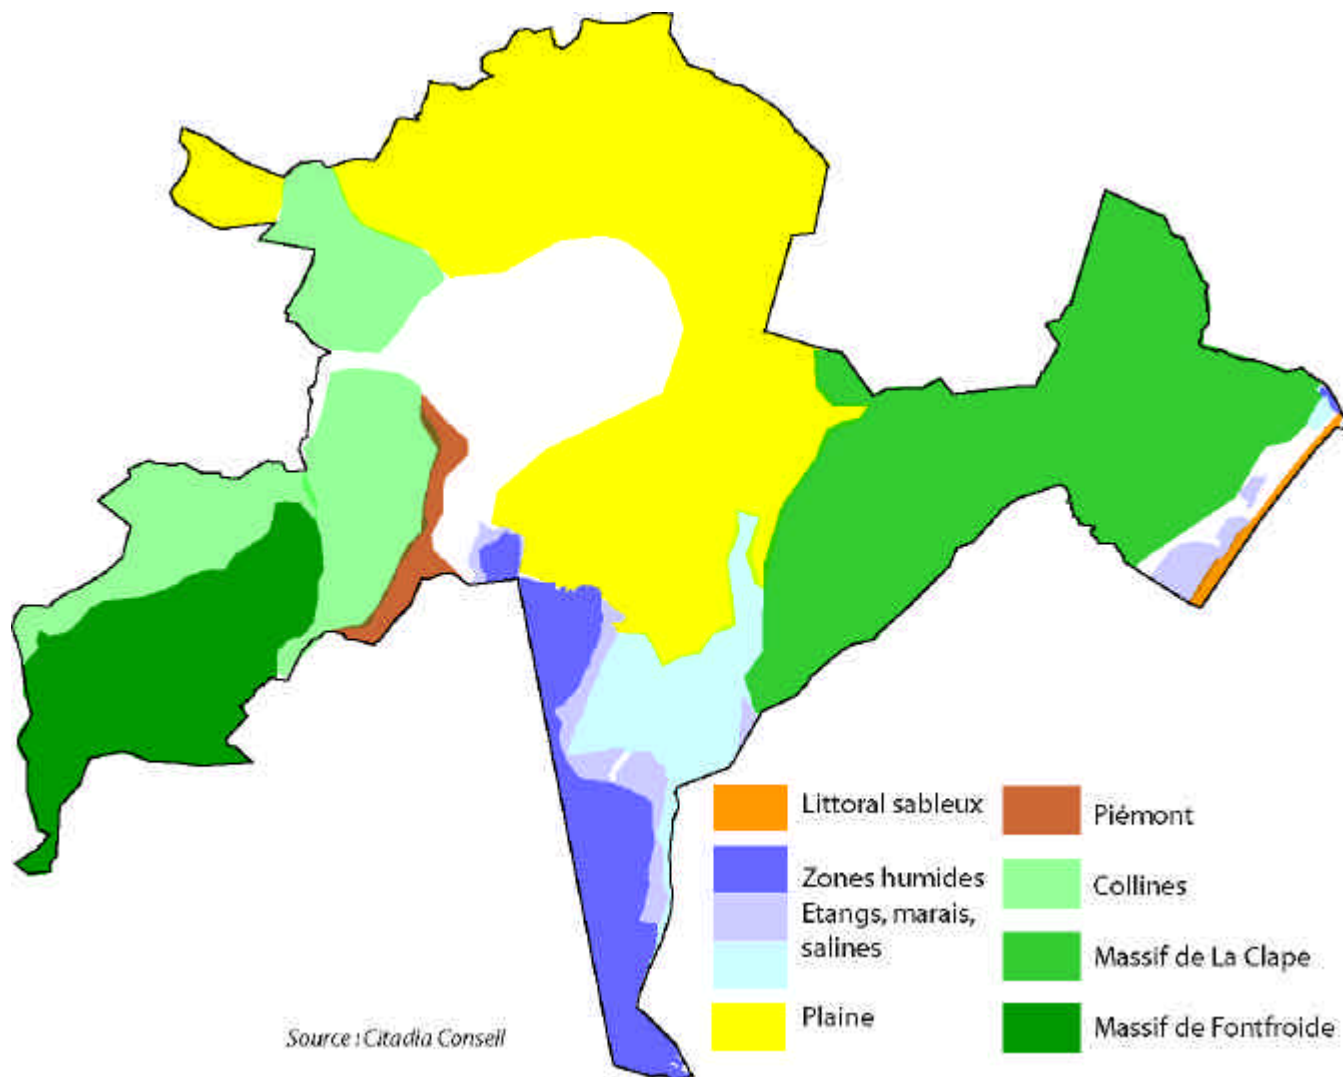 Littoral sableux
Zones humides
Etangs, marais,
salines
Plaine
Piémont
Collines
Massif de La Clape
Massif de Fontfroide
Source : Citadia Conseil